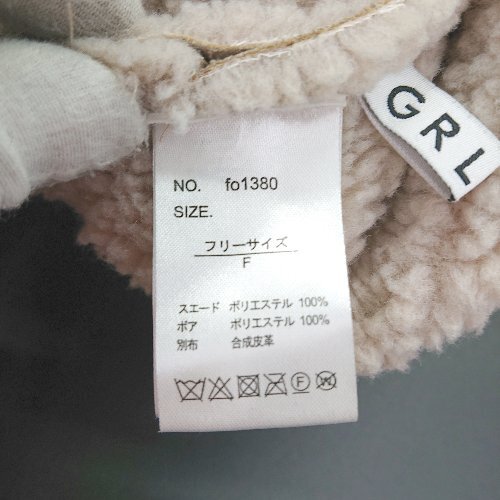 GRL
NO. fo1380
SIZE.
フリーサイズ
F
スエード ポリエステル 100%
ボア ポリエステル 100%
別布 合成皮革
F W